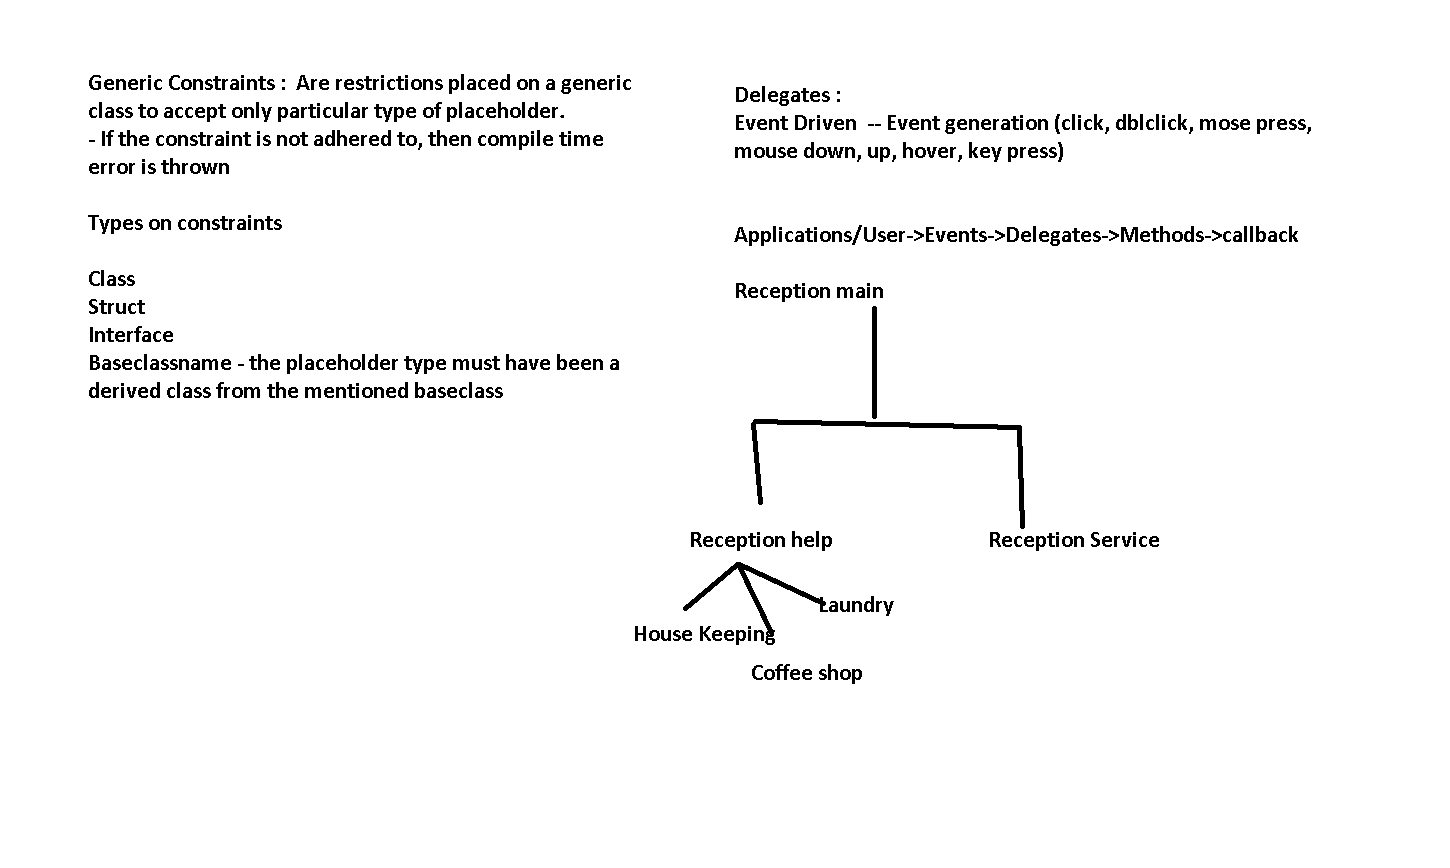 Generic Constraints :  Are restrictions placed on a generic
class to accept only particular type of placeholder.
- If the constraint is not adhered to, then compile time
error is thrown
Types on constraints
Class
Struct
Interface
Baseclassname - the placeholder type must have been a
derived class from the mentioned baseclass
Delegates :
Event Driven  -- Event generation (click, dblclick, mose press,
mouse down, up, hover, key press)
Applications/User->Events->Delegates->Methods->callback
Reception main
Reception help
Reception Service
Laundry
House Keeping
Coffee shop